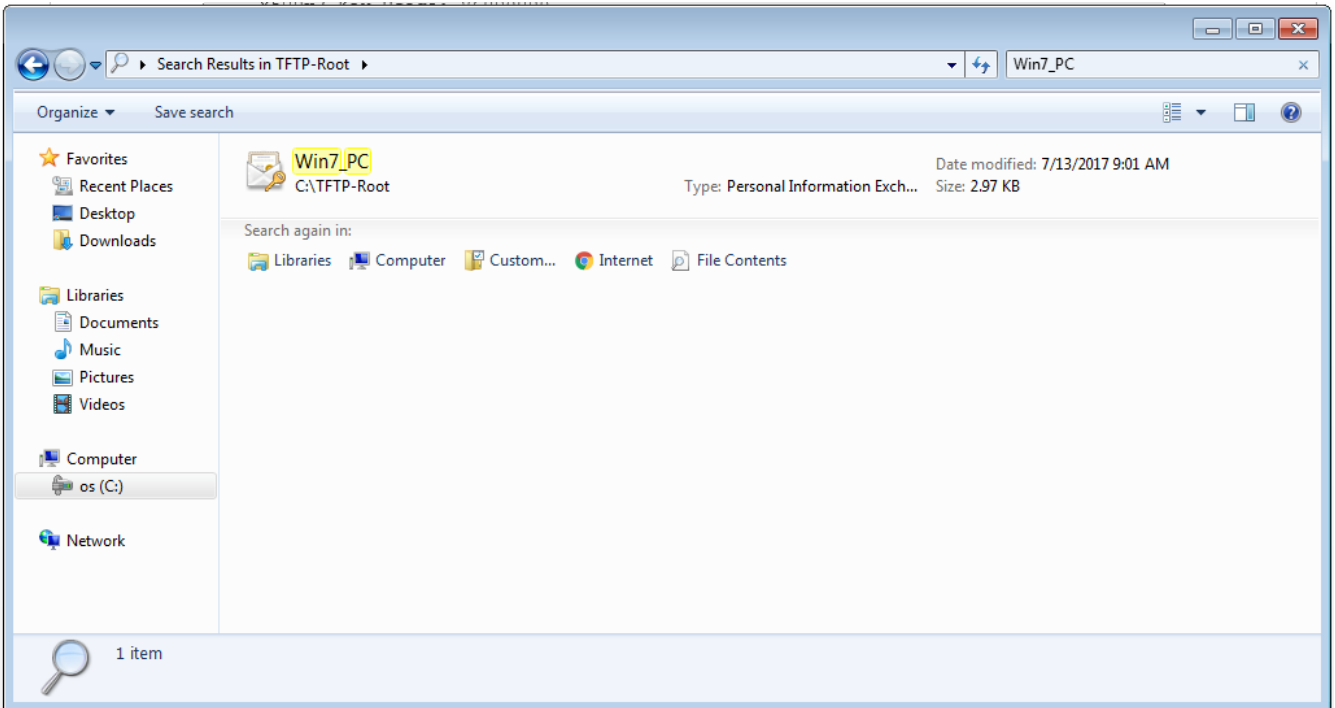 Search Results in TFTP-Root
Win7_PC
Organize
Save search
Favorites
Recent Places
Desktop
Downloads
Libraries
Documents
Music
Pictures
Videos
Computer
os (C:)
Network
Win7_PC
C:\TFTP-Root
Type: Personal Information Exch...
Date modified: 7/13/2017 9:01 AM
Size: 2.97 KB
Search again in:
Libraries
Computer
Custom...
Internet
File Contents
1 item